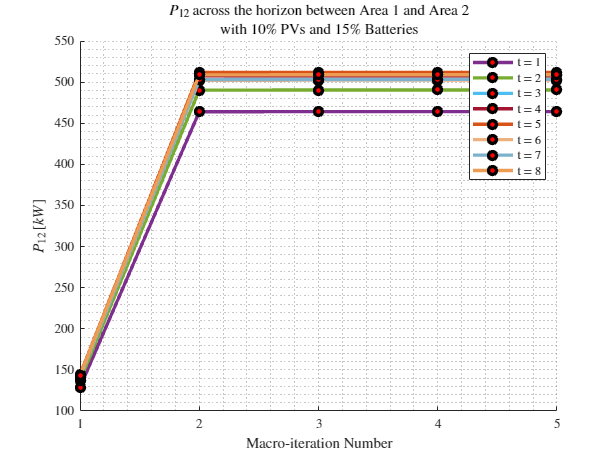 P12 across the horizon between Area 1 and Area 2
with 10% PVs and 15% Batteries
550
500
450
400
350
300
250
200
150
100
P12 [kW]
t = 1
t = 2
t = 3
t = 4
t = 5
t = 6
t = 7
t = 8
1 2 3 4 5
Macro-iteration Number